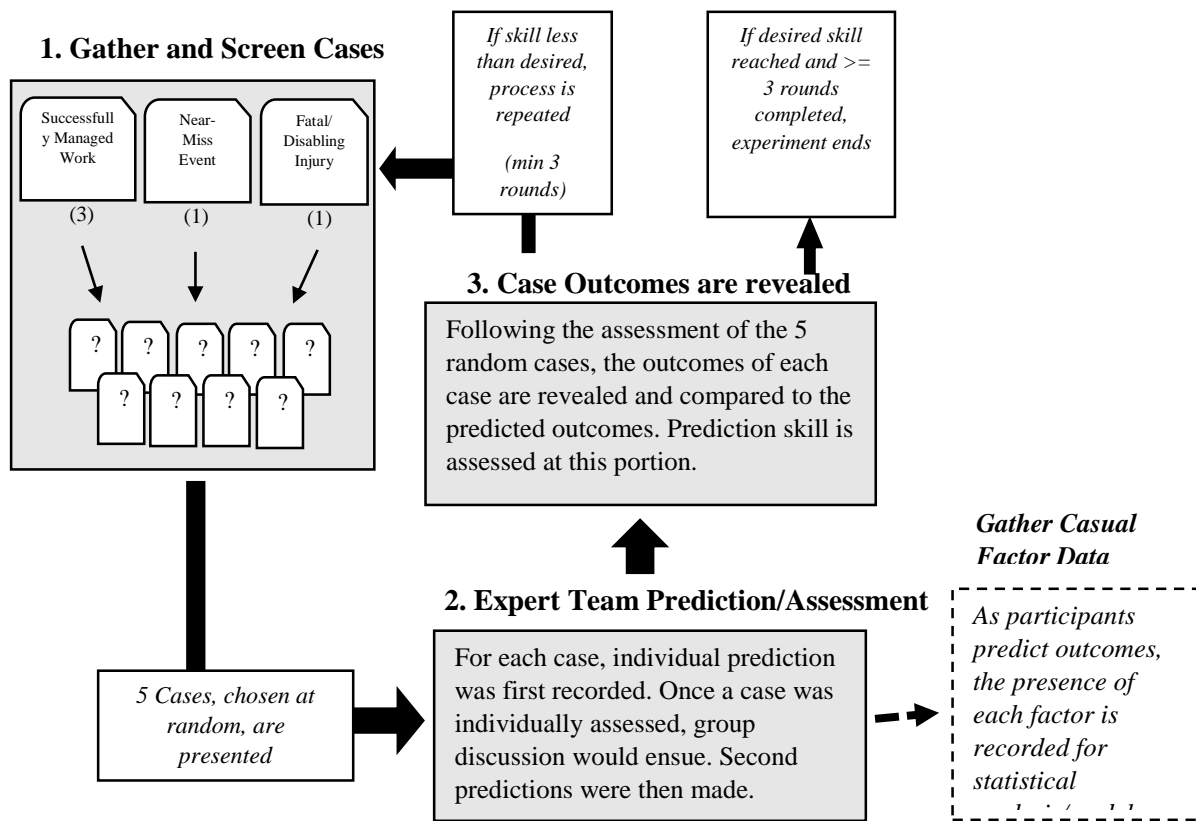 1. Gather and Screen Cases
Successfull
y Managed
Work
Near-
Miss
Event
Fatal/
Disabling
Injury
(3)
(1)
(1)
?
?
?
?
?
?
?
?
?
If skill less
than desired,
process is
repeated
(min 3
rounds)
If desired skill
reached and >=
3 rounds
completed,
experiment ends
3. Case Outcomes are revealed
Following the assessment of the 5
random cases, the outcomes of each
case are revealed and compared to the
predicted outcomes. Prediction skill is
assessed at this portion.
2. Expert Team Prediction/Assessment
For each case, individual prediction
was first recorded. Once a case was
individually assessed, group
discussion would ensue. Second
predictions were then made.
5 Cases, chosen at
random, are
presented
Gather Casual
Factor Data
As participants
predict outcomes,
the presence of
each factor is
recorded for
statistical